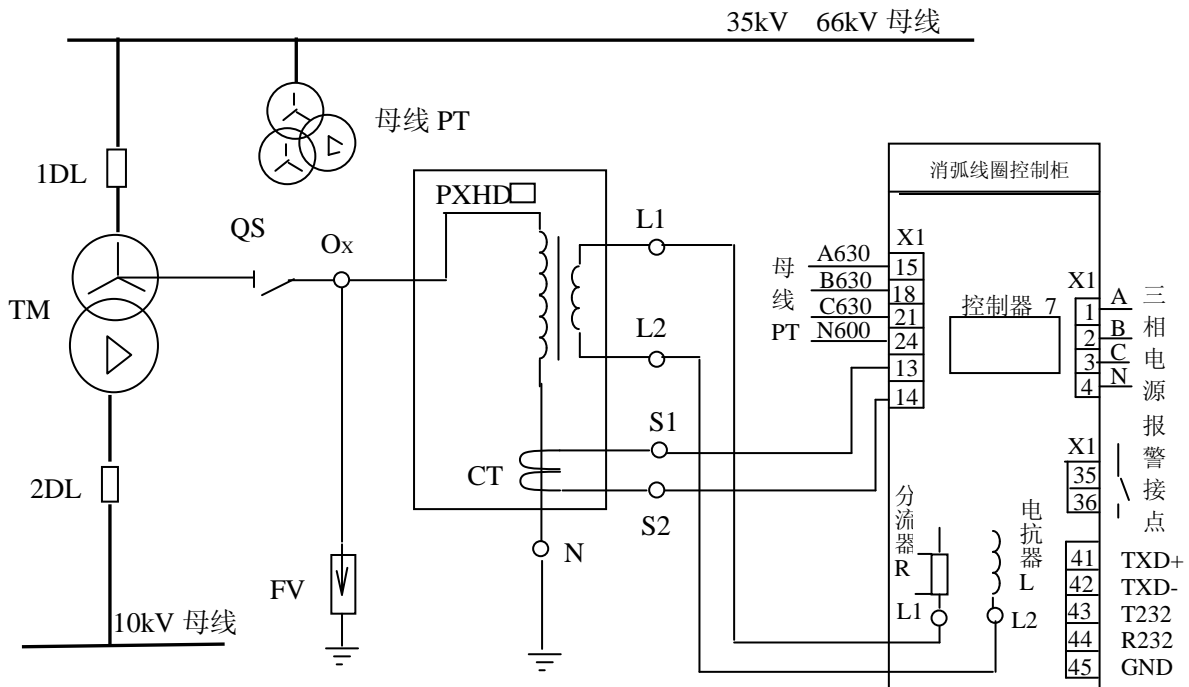 35kV 66kV 母线
母线 PT
1DL
QS
Ox
TM
2DL
10kV 母线
FV
PXHD□
CT
N
L1
L2
S1
S2
消弧线圈控制柜
母线PT
A630
B630
C630
N600
X1
15
18
21
24
13
14
控制器 7
X1
1
2
3
4
A
B
C
N
三相电源
X1
35
36
报警接点
分流器
R
L1
电抗器
L
L2
41 TXD+
42 TXD-
43 T232
44 R232
45 GND